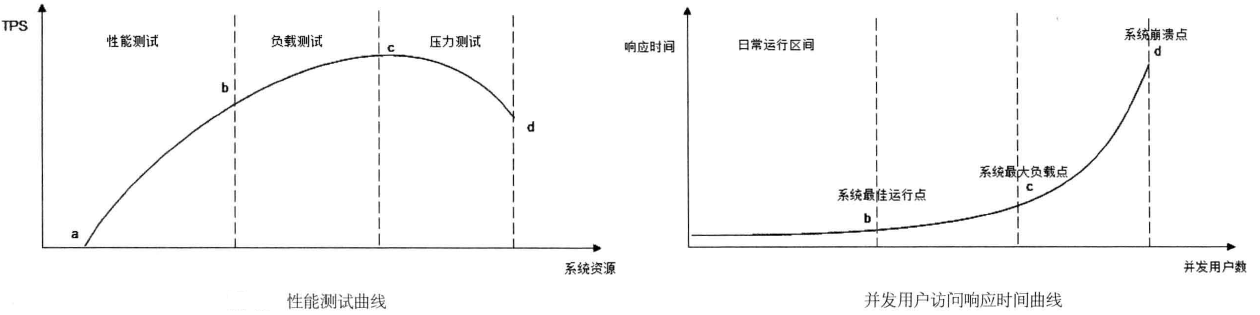 TPS
性能测试
负载测试
压力测试
a
b
c
d
系统资源
性能测试曲线
响应时间
日常运行区间
系统崩溃点
d
系统最大负载点
c
系统最佳运行点
b
并发用户数
并发用户访问响应时间曲线